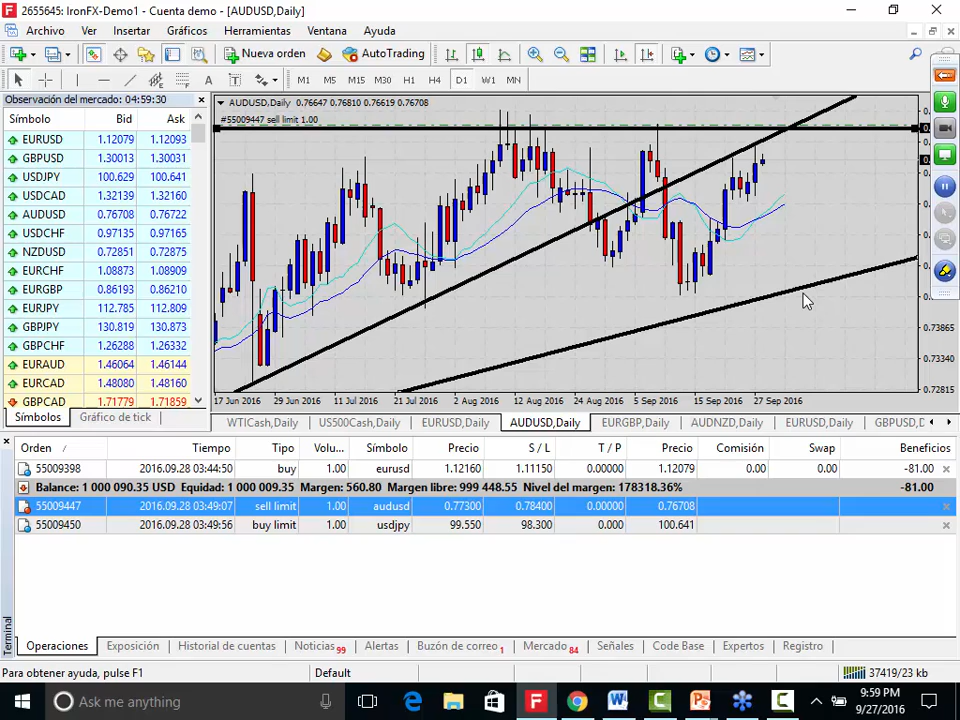 2655645: IronFX-Demo1 - Cuenta demo - [AUDUSD,Daily]
Archivo Ver Insertar Gráficos Herramientas Ventana Ayuda
Nueva orden AutoTrading
A T M1 M5 M15 M30 H1 H4 D1 W1 MN
Observación del mercado: 04:59:30
Símbolo Bid Ask
EURUSD 1.12079 1.12093
GBPUSD 1.30013 1.30031
USDJPY 100.629 100.641
USDCAD 1.32139 1.32160
AUDUSD 0.76708 0.76722
USDCHF 0.97135 0.97165
NZDUSD 0.72851 0.72875
EURCHF 1.08873 1.08909
EURGBP 0.86193 0.86210
EURJPY 112.785 112.809
GBPJPY 130.819 130.873
GBPCHF 1.26288 1.26332
EURAUD 1.46064 1.46144
EURCAD 1.48080 1.48160
GBPCAD 1.71779 1.71859
Símbolos Gráfico de tick
AUDUSD,Daily 0.76647 0.76810 0.76619 0.76708
#55009447 sell limit 1.00
0.73865
0.73340
0.72815
17 Jun 2016 29 Jun 2016 11 Jul 2016 21 Jul 2016 2 Aug 2016 12 Aug 2016 24 Aug 2016 5 Sep 2016 15 Sep 2016 27 Sep 2016
WTICash,Daily US500Cash,Daily EURUSD,Daily AUDUSD,Daily EURGBP,Daily AUDNZD,Daily EURUSD,Daily GBPUSD,D
Orden Tiempo Tipo Volu... Símbolo Precio S / L T / P Precio Comisión Swap Beneficios
55009398 2016.09.28 03:44:50 buy 1.00 eurusd 1.12160 1.11150 0.00000 1.12079 0.00 0.00 -81.00
Balance: 1 000 090.35 USD Equidad: 1 000 009.35 Margen: 560.80 Margen libre: 999 448.55 Nivel del margen: 178318.36% -81.00
55009447 2016.09.28 03:49:07 sell limit 1.00 audusd 0.77300 0.78400 0.00000 0.76708
55009450 2016.09.28 03:49:56 buy limit 1.00 usdjpy 99.550 98.300 0.000 100.641
Terminal
Operaciones Exposición Historial de cuentas Noticias 99 Alertas Buzón de correo 1 Mercado 84 Señales Code Base Expertos Registro
Para obtener ayuda, pulse F1 Default 37419/23 kb
Ask me anything
9:59 PM
9/27/2016